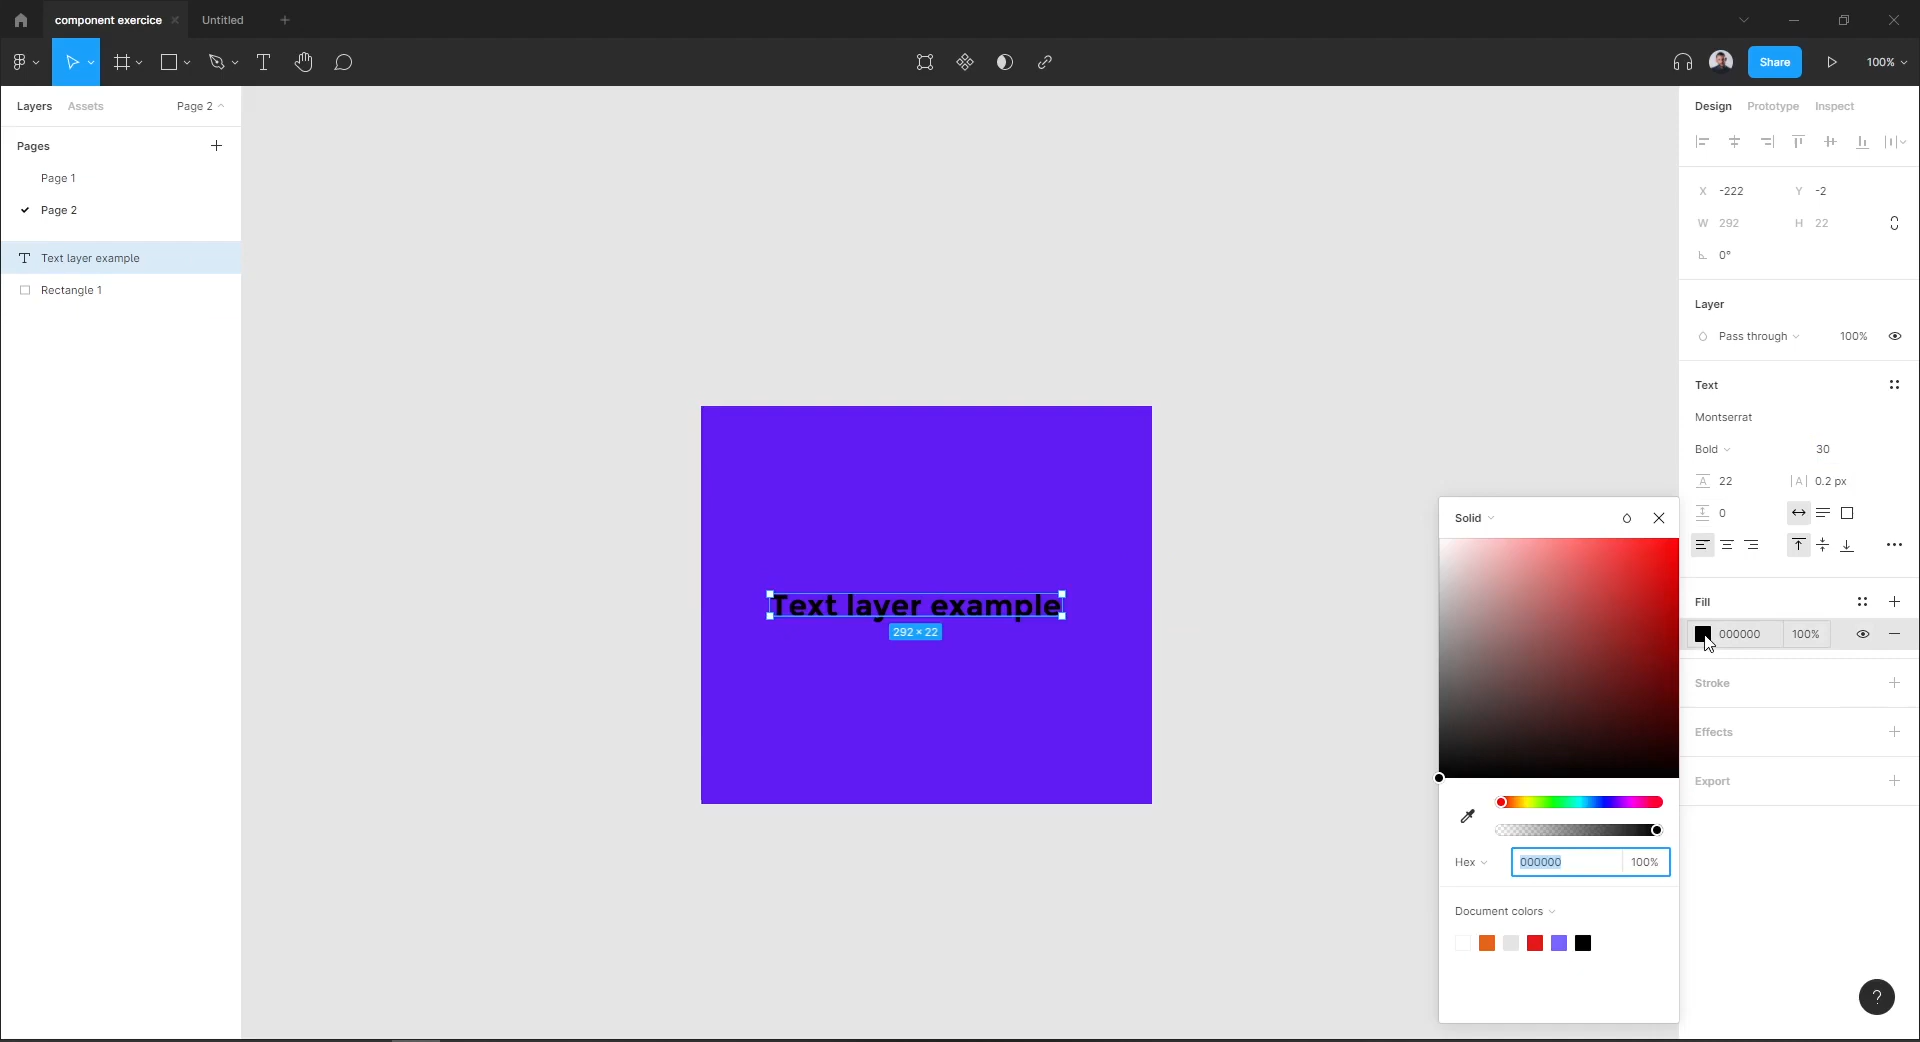 component exercice
Untitled
Share
100%
Layers
Assets
Page 2
Pages
Page 1
Page 2
Text layer example
Rectangle 1
Text layer example
292 × 22
Design
Prototype
Inspect
X -222
Y -2
W 292
H 22
0°
Layer
Pass through
100%
Text
Montserrat
Bold
30
A 22
|A| 0.2 px
0
Fill
000000
100%
Stroke
Effects
Export
Solid
Hex
000000
100%
Document colors
?